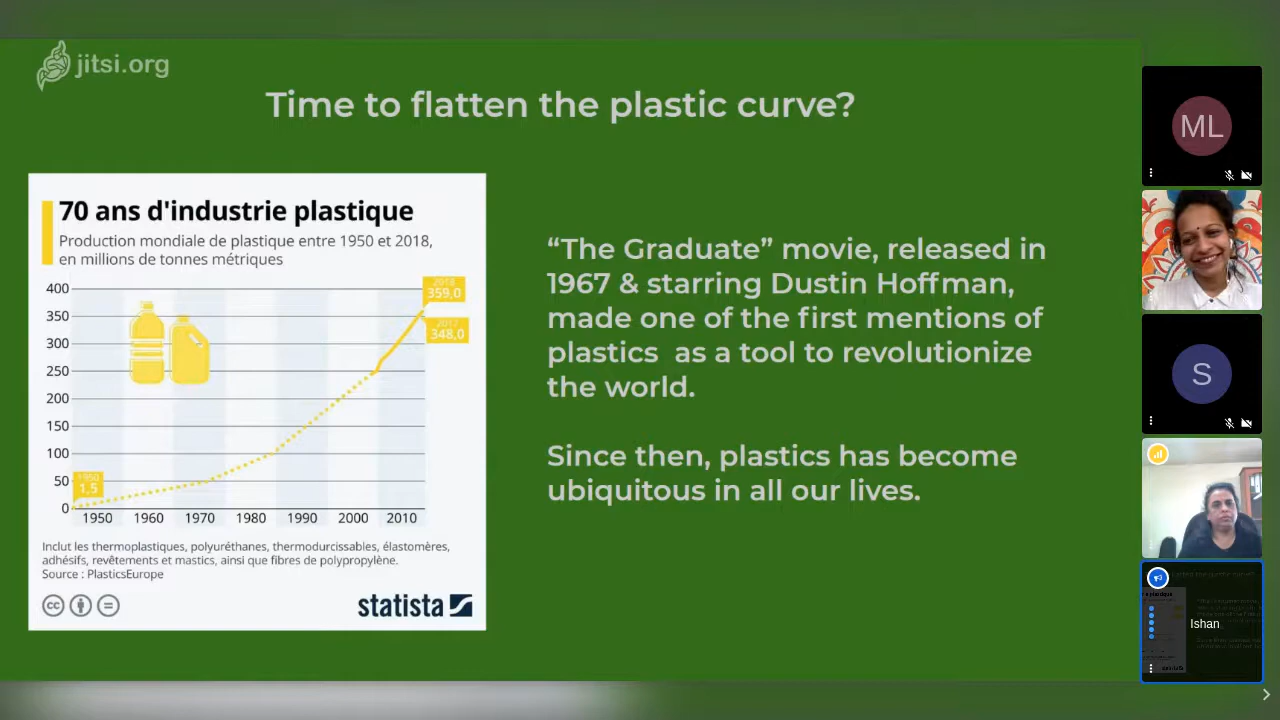 jitsi.org
Time to flatten the plastic curve?
70 ans d'industrie plastique
Production mondiale de plastique entre 1950 et 2018,
en millions de tonnes métriques
400
350
300
250
200
150
100
50
0
2018
359,0
2017
348,0
1950
1,5
1950 1960 1970 1980 1990 2000 2010
Inclut les thermoplastiques, polyuréthanes, thermodurcissables, élastomères,
adhésifs, revêtements et mastics, ainsi que fibres de polypropylène.
Source : PlasticsEurope
cc
statista
“The Graduate” movie, released in
1967 & starring Dustin Hoffman,
made one of the first mentions of
plastics as a tool to revolutionize
the world.
Since then, plastics has become
ubiquitous in all our lives.
ML
S
Ishan